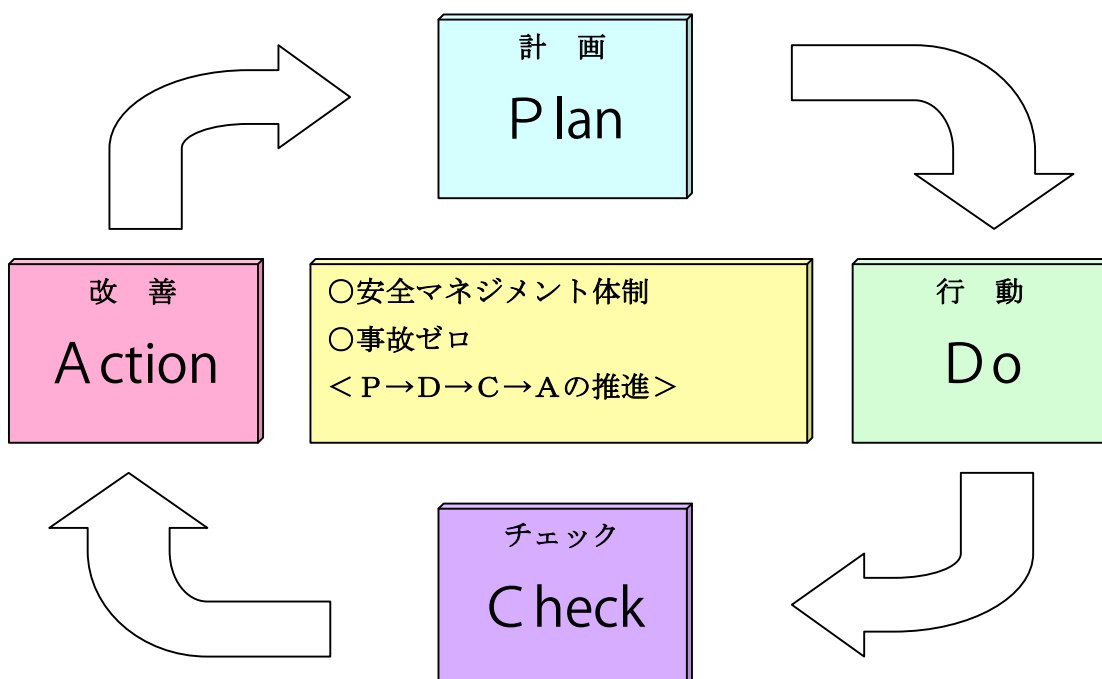 計　画
Plan
改　善
Action
○安全マネジメント体制
○事故ゼロ
＜Ｐ→Ｄ→Ｃ→Ａの推進＞
行　動
Do
チェック
Check